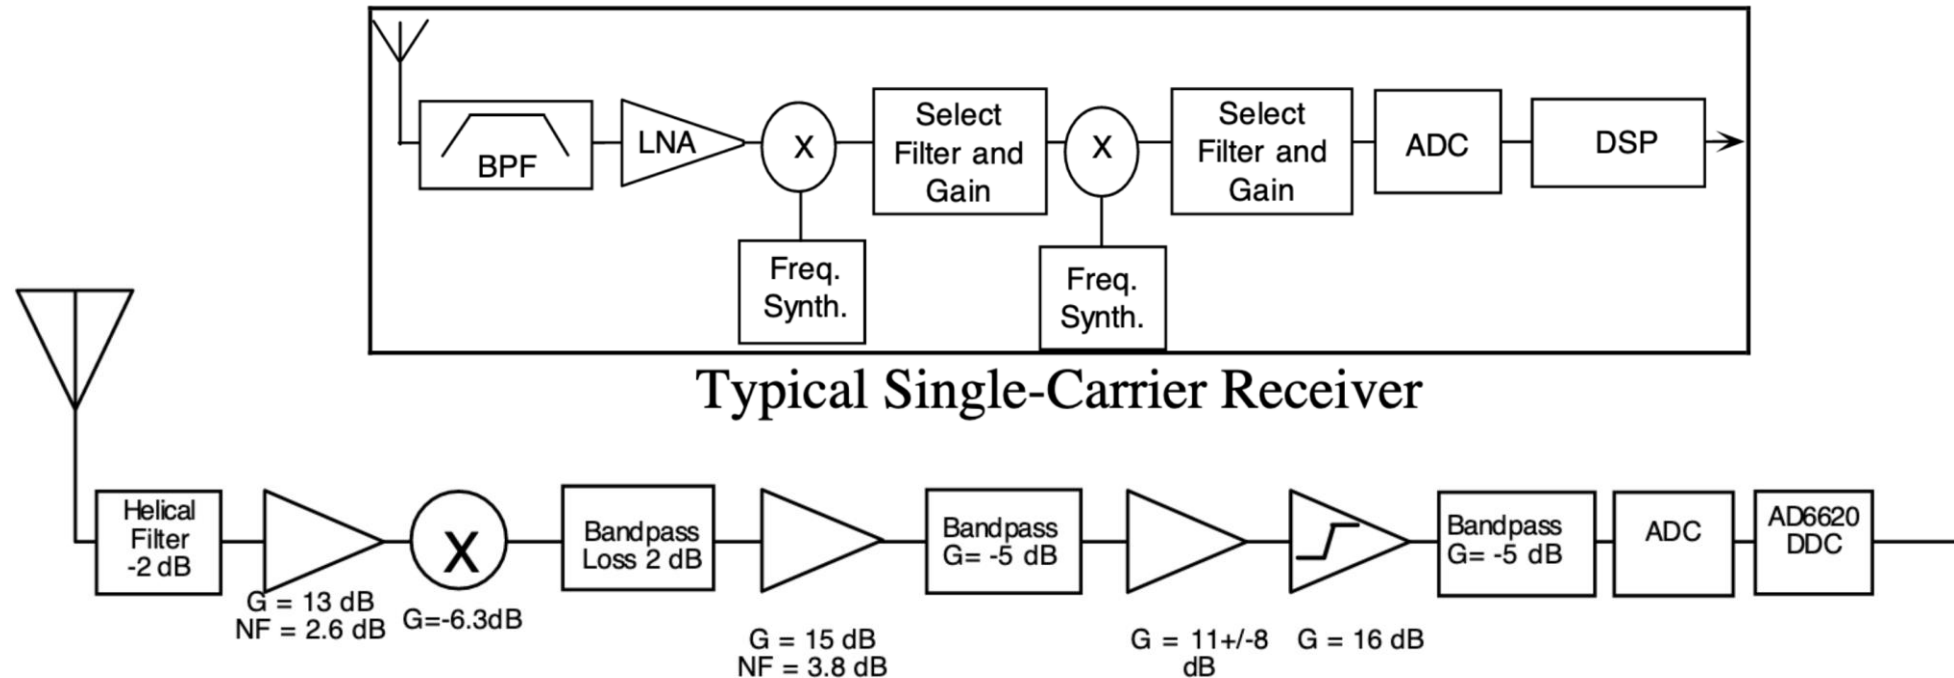 BPF
LNA
X
Select
Filter and
Gain
X
Select
Filter and
Gain
ADC
DSP
Freq.
Synth.
Freq.
Synth.
Typical Single-Carrier Receiver
Helical
Filter
-2 dB
G = 13 dB
NF = 2.6 dB
X
G=-6.3dB
Bandpass
Loss 2 dB
G = 15 dB
NF = 3.8 dB
Bandpass
G= -5 dB
G = 11+/-8
dB
G = 16 dB
Bandpass
G= -5 dB
ADC
AD6620
DDC